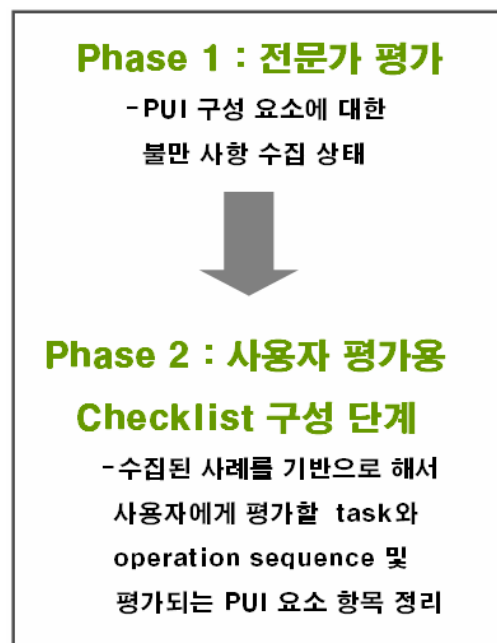 Phase 1 : 전문가 평가
-PUI 구성 요소에 대한
불만 사항 수집 상태
Phase 2 : 사용자 평가용
Checklist 구성 단계
-수집된 사례를 기반으로 해서
사용자에게 평가할 task와
operation sequence 및
평가되는 PUI 요소 항목 정리